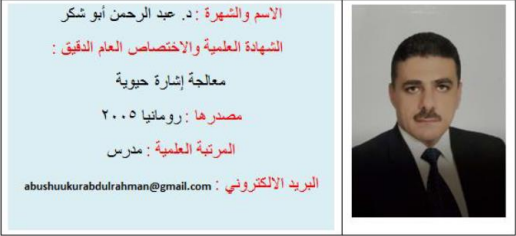 الاسم والشهرة : د. عبد الرحمن أبو شكر
الشهادة العلمية والاختصاص العام الدقيق :
معالجة إشارة حيوية
مصدرها : رومانيا ٢٠٠٥
المرتبة العلمية : مدرس
البريد الالكتروني : abushuukurabdulrahman@gmail.com